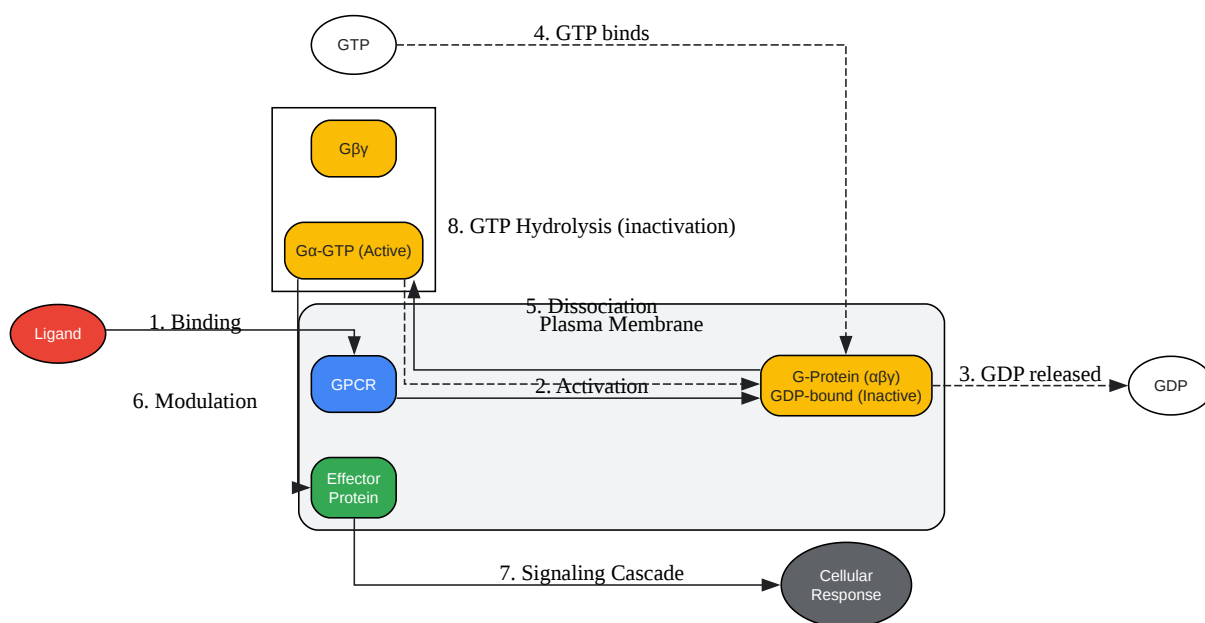 4. GTP binds
GTP
Gβγ
8. GTP Hydrolysis (inactivation)
Gα-GTP (Active)
5. Dissociation
Plasma Membrane
1. Binding
Ligand
GPCR
2. Activation
G-Protein (αβγ)
GDP-bound (Inactive)
3. GDP released
GDP
6. Modulation
Effector
Protein
7. Signaling Cascade
Cellular
Response